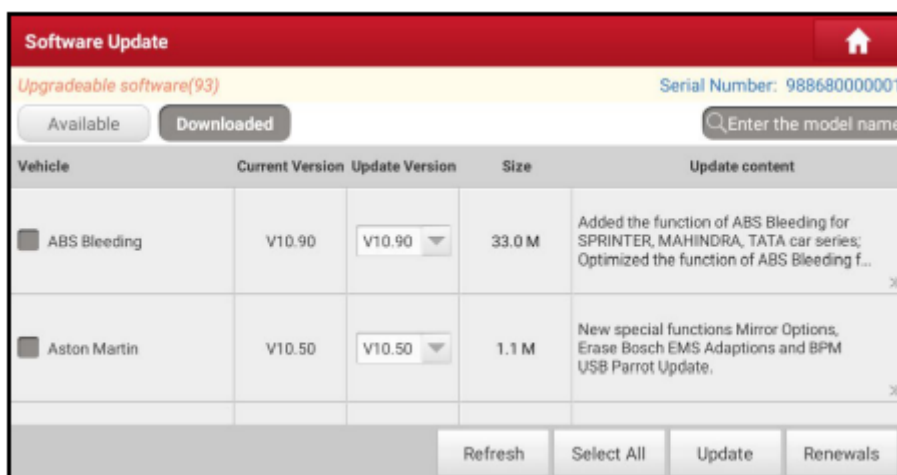 Software Update
Upgradeable software(93)
Serial Number: 988680000001
Available
Downloaded
Enter the model name
Vehicle
Current Version
Update Version
Size
Update content
ABS Bleeding
V10.90
V10.90
33.0 M
Added the function of ABS Bleeding for
SPRINTER, MAHINDRA, TATA car series;
Optimized the function of ABS Bleeding f...
Aston Martin
V10.50
V10.50
1.1 M
New special functions Mirror Options,
Erase Bosch EMS Adaptions and BPM
USB Parrot Update.
Refresh
Select All
Update
Renewals